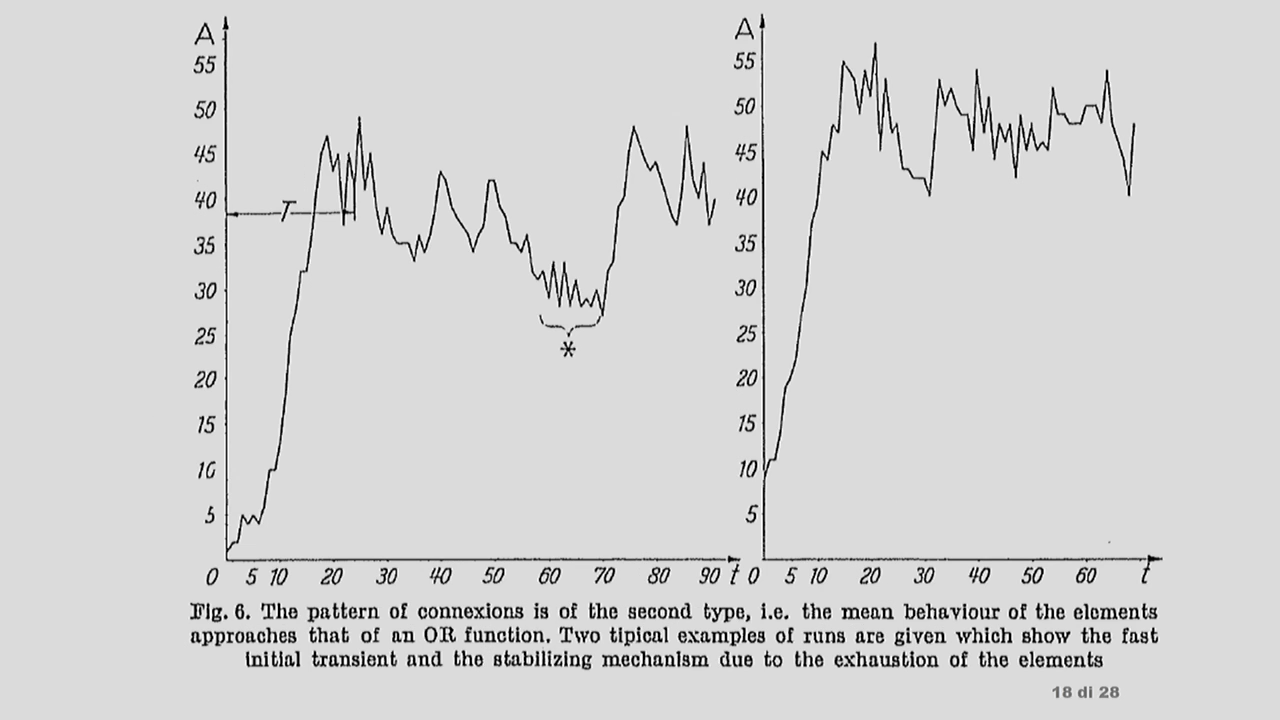 A
55
50
45
40
35
30
25
20
15
10
5
T
*
0 5 10 20 30 40 50 60 70 80 90 t
A
55
50
45
40
35
30
25
20
15
10
5
0 5 10 20 30 40 50 60 t
Fig. 6. The pattern of connexions is of the second type, i.e. the mean behaviour of the elements
approaches that of an OR function. Two tipical examples of runs are given which show the fast
initial transient and the stabilizing mechanism due to the exhaustion of the elements
18 di 28